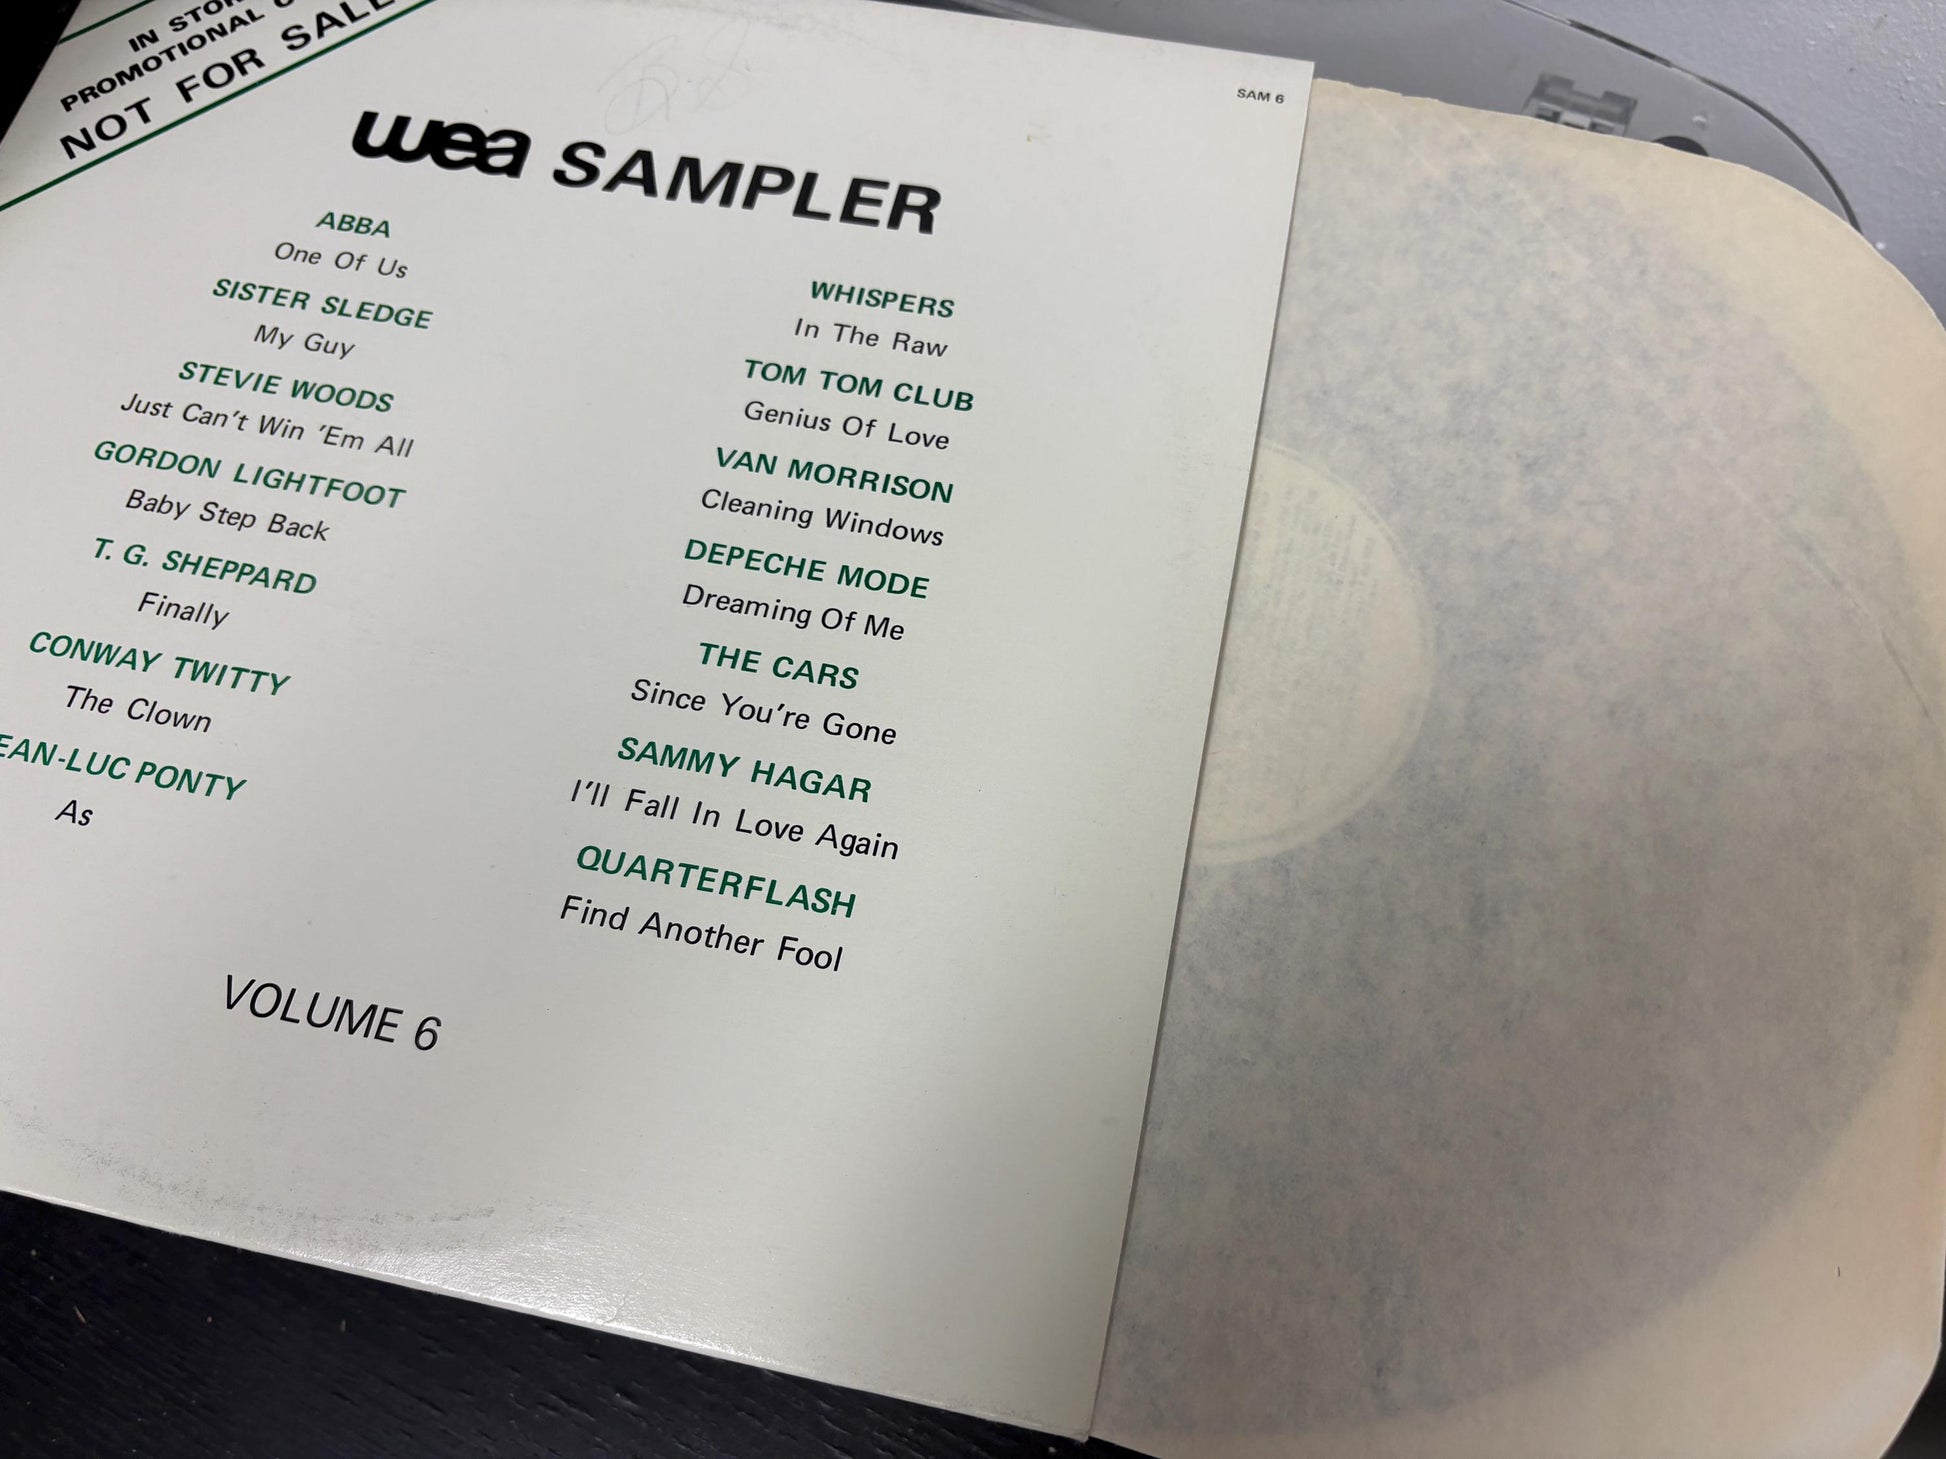 IN STOR
PROMOTIONAL
NOT FOR SALE
SAM 6
wea SAMPLER
ABBA
One Of Us
SISTER SLEDGE
My Guy
STEVIE WOODS
Just Can't Win 'Em All
GORDON LIGHTFOOT
Baby Step Back
T. G. SHEPPARD
Finally
CONWAY TWITTY
The Clown
EAN-LUC PONTY
As
WHISPERS
In The Raw
TOM TOM CLUB
Genius Of Love
VAN MORRISON
Cleaning Windows
DEPECHE MODE
Dreaming Of Me
THE CARS
Since You're Gone
SAMMY HAGAR
I'll Fall In Love Again
QUARTERFLASH
Find Another Fool
VOLUME 6